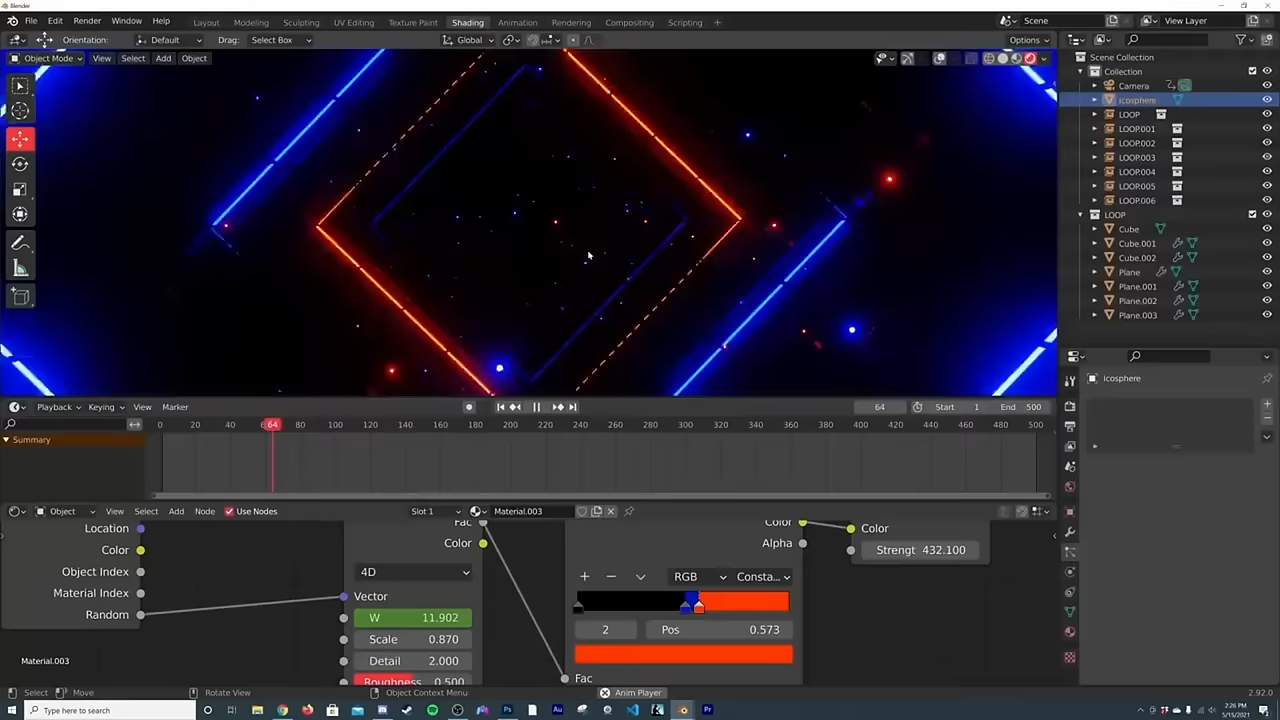 Blender
File Edit Render Window Help Layout Modeling Sculpting UV Editing Texture Paint Shading Animation Rendering Compositing Scripting + Scene View Layer
Orientation: Default Drag: Select Box Global Options
Object Mode View Select Add Object
Scene Collection
Collection
Camera
Icosphere
LOOP
LOOP.001
LOOP.002
LOOP.003
LOOP.004
LOOP.005
LOOP.006
LOOP
Cube
Cube.001
Cube.002
Plane
Plane.001
Plane.002
Plane.003
Icosphere
Playback Keying View Marker 64 Start 1 End 500
0 20 40 64 80 100 120 140 160 180 200 220 240 260 280 300 320 340 360 380 400 420 440 460 480 500
Summary
Object View Select Add Node Use Nodes Slot 1 Material.003
Location
Color
Object Index
Material Index
Random
Material.003
Fac
Color
4D
Vector
W 11.902
Scale 0.870
Detail 2.000
Roughness 0.500
Color
Alpha
RGB Consta...
2 Pos 0.573
Fac
Color
Strengt 432.100
Select Move Rotate View Object Context Menu Anim Player 2.92.0
Type here to search
2:26 PM
5/15/2021